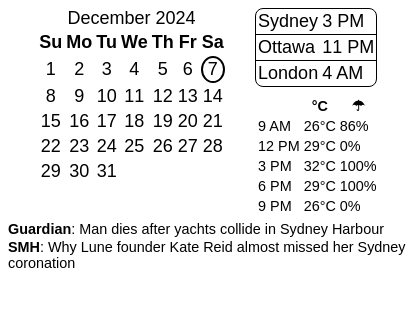 December 2024
Su Mo Tu We Th Fr Sa
1 2 3 4 5 6 7
8 9 10 11 12 13 14
15 16 17 18 19 20 21
22 23 24 25 26 27 28
29 30 31
Sydney 3 PM
Ottawa 11 PM
London 4 AM
°C ☂
9 AM 26°C 86%
12 PM 29°C 0%
3 PM 32°C 100%
6 PM 29°C 100%
9 PM 26°C 0%
Guardian: Man dies after yachts collide in Sydney Harbour
SMH: Why Lune founder Kate Reid almost missed her Sydney
coronation